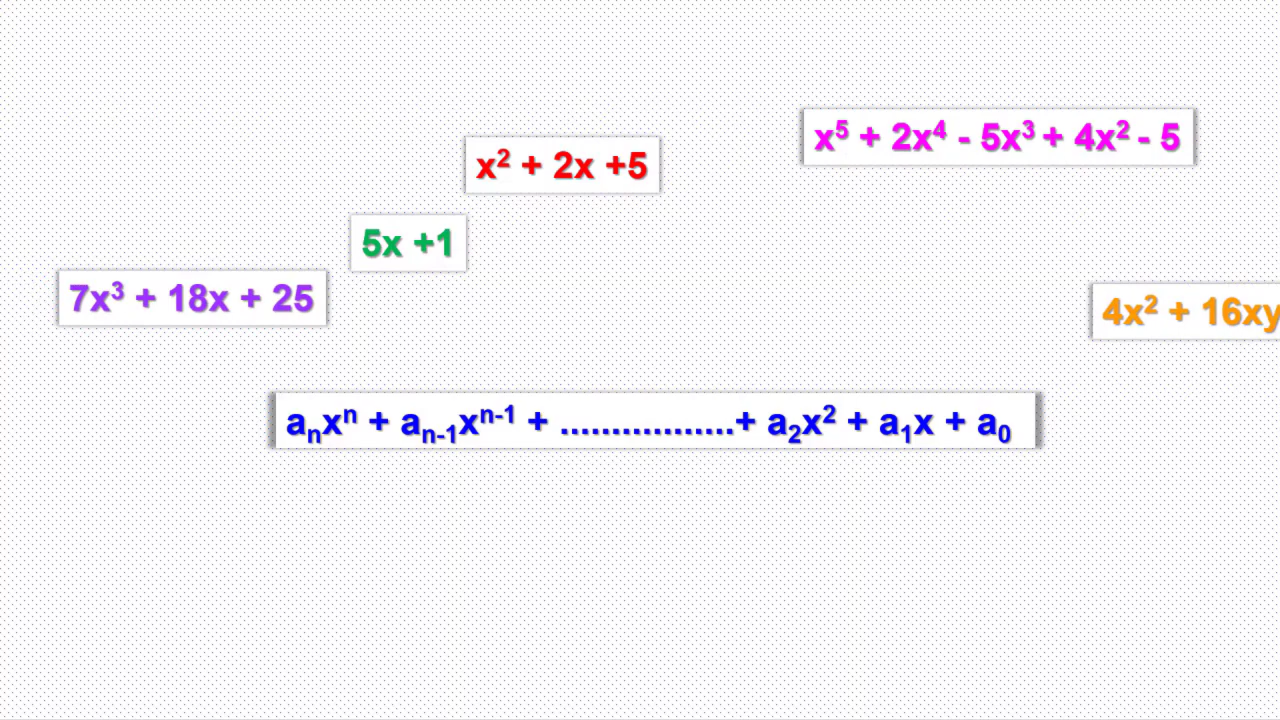 x⁵ + 2x⁴ - 5x³ + 4x² - 5
x² + 2x +5
5x +1
7x³ + 18x + 25
4x² + 16xy
aₙxⁿ + aₙ₋₁xⁿ⁻¹ + .................+ a₂x² + a₁x + a₀